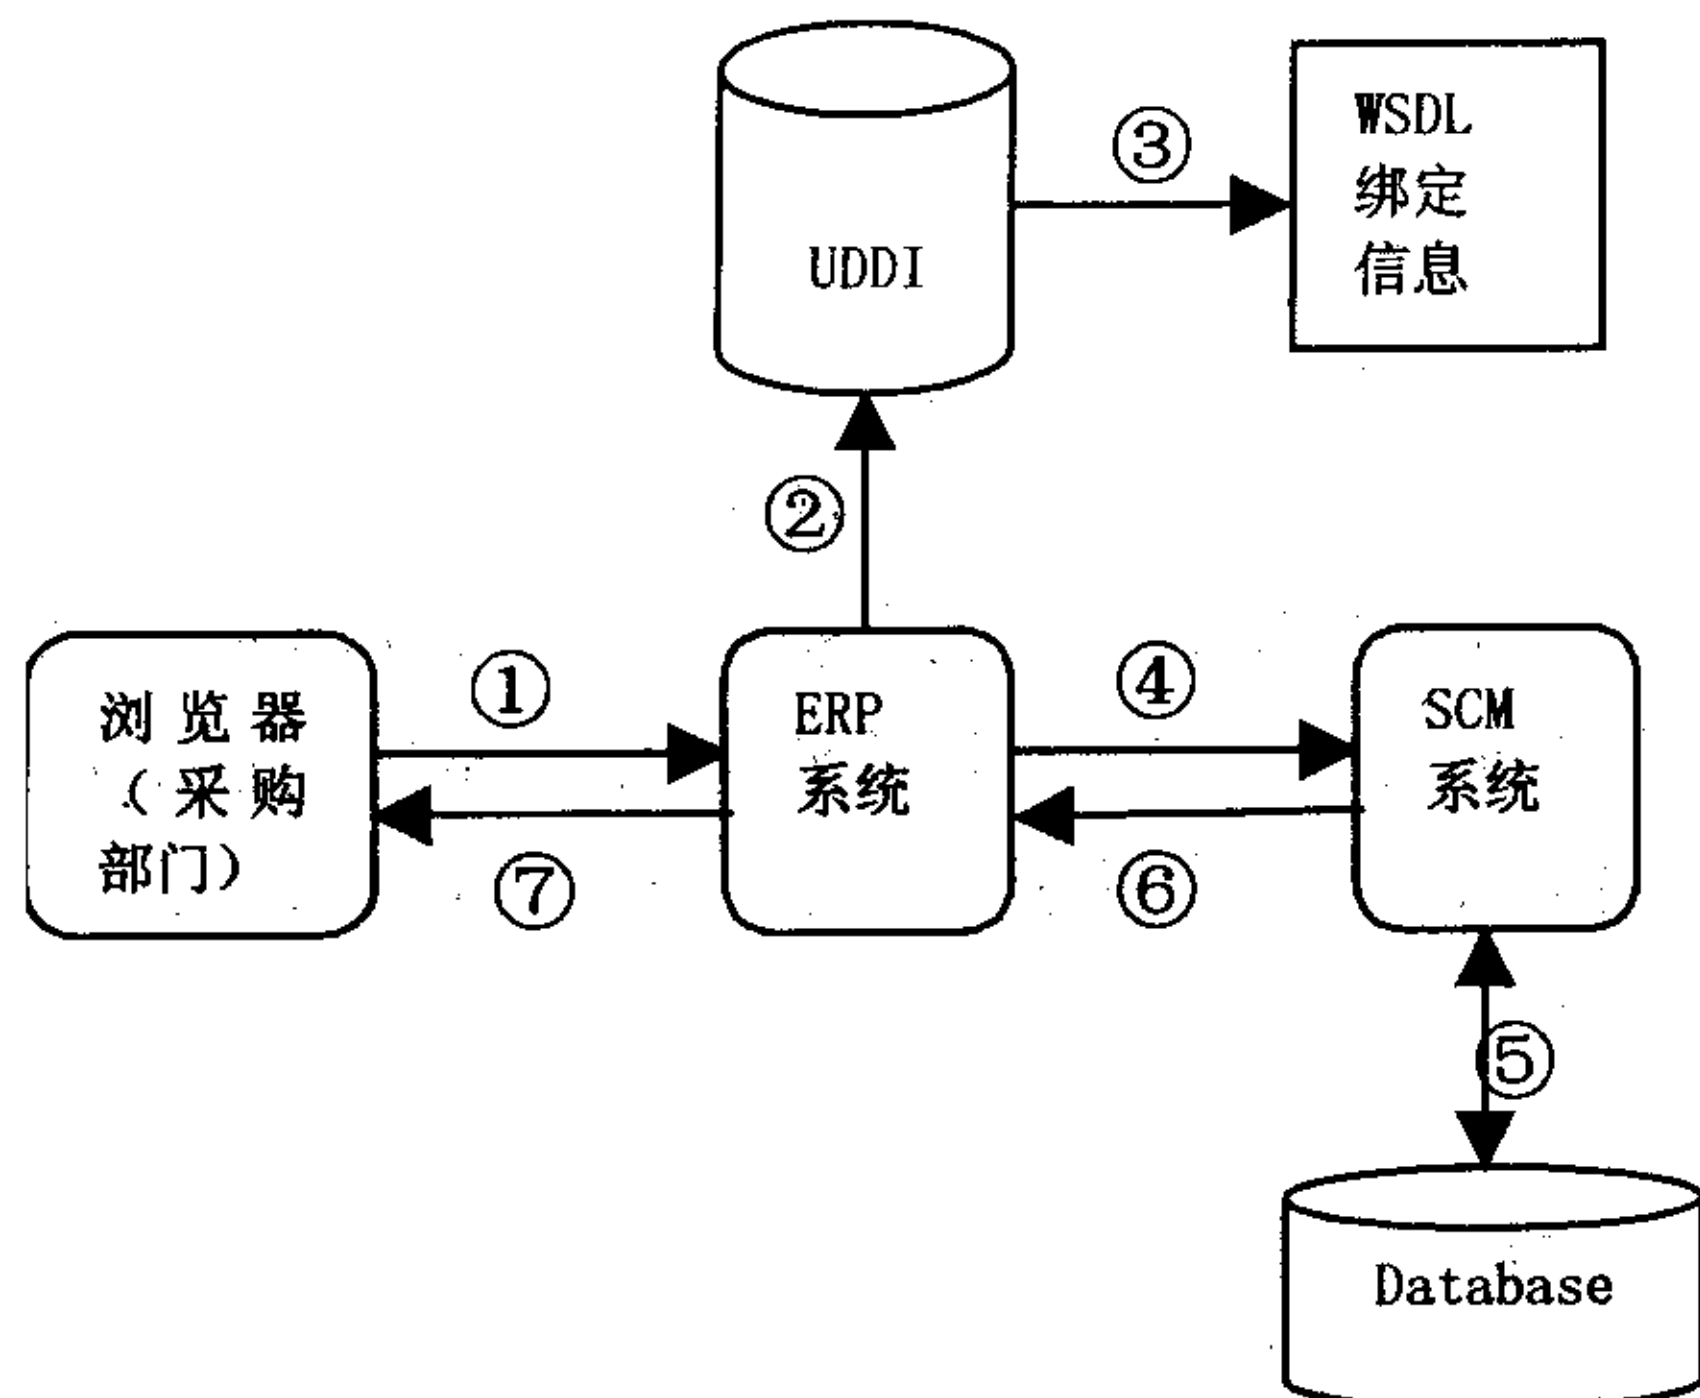 WSDL
绑定
信息
③
UDDI
②
浏览器
（采购
部门）
①
⑦
ERP
系统
④
⑥
SCM
系统
⑤
Database